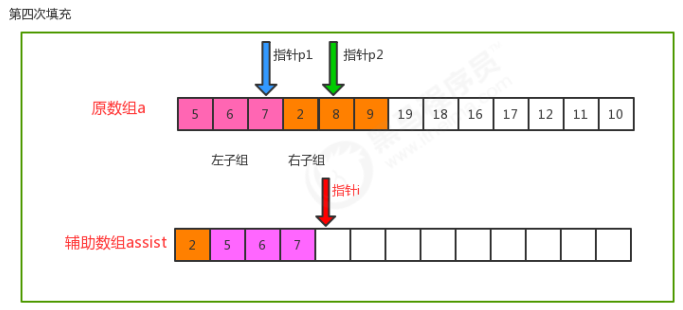 第四次填充
指针p1 指针p2
原数组a 5 6 7 2 8 9 19 18 16 17 12 11 10
左子组 右子组
指针i
辅助数组assist 2 5 6 7